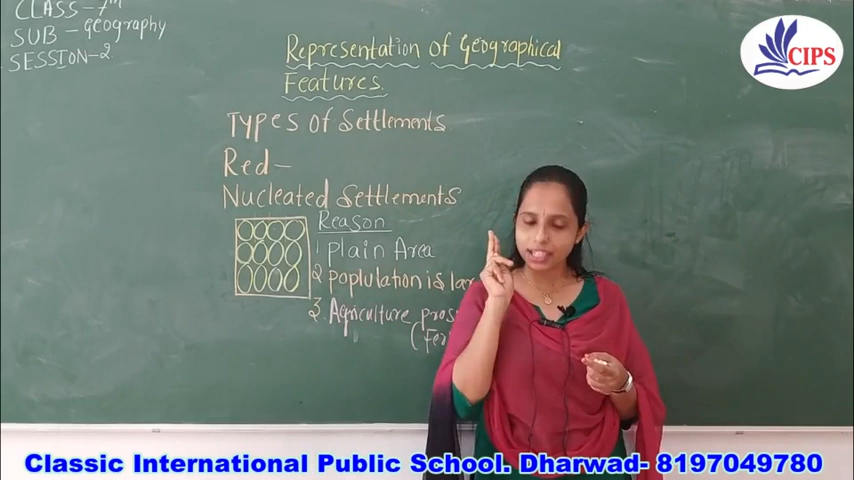 CLASS - 7th
SUB - Geography
SESSION-2
Representation of Geographical
Features.
Types of Settlements
Red -
Nucleated Settlements
Reason
1 Plain Area
2 Poplulation is
3. Agriculture
CIPS
Classic International Public School. Dharwad- 8197049780